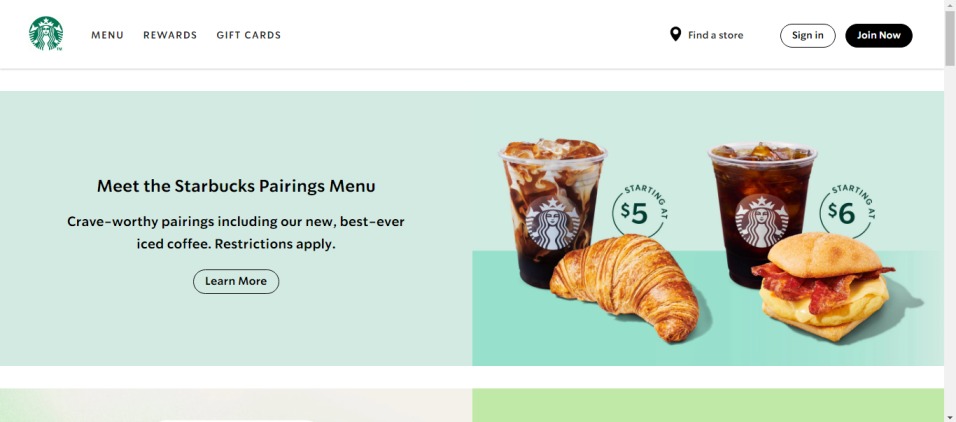 MENU REWARDS GIFT CARDS Find a store Sign in Join Now
Meet the Starbucks Pairings Menu
Crave-worthy pairings including our new, best-ever
iced coffee. Restrictions apply.
Learn More
STARTING AT
$5
STARTING AT
$6